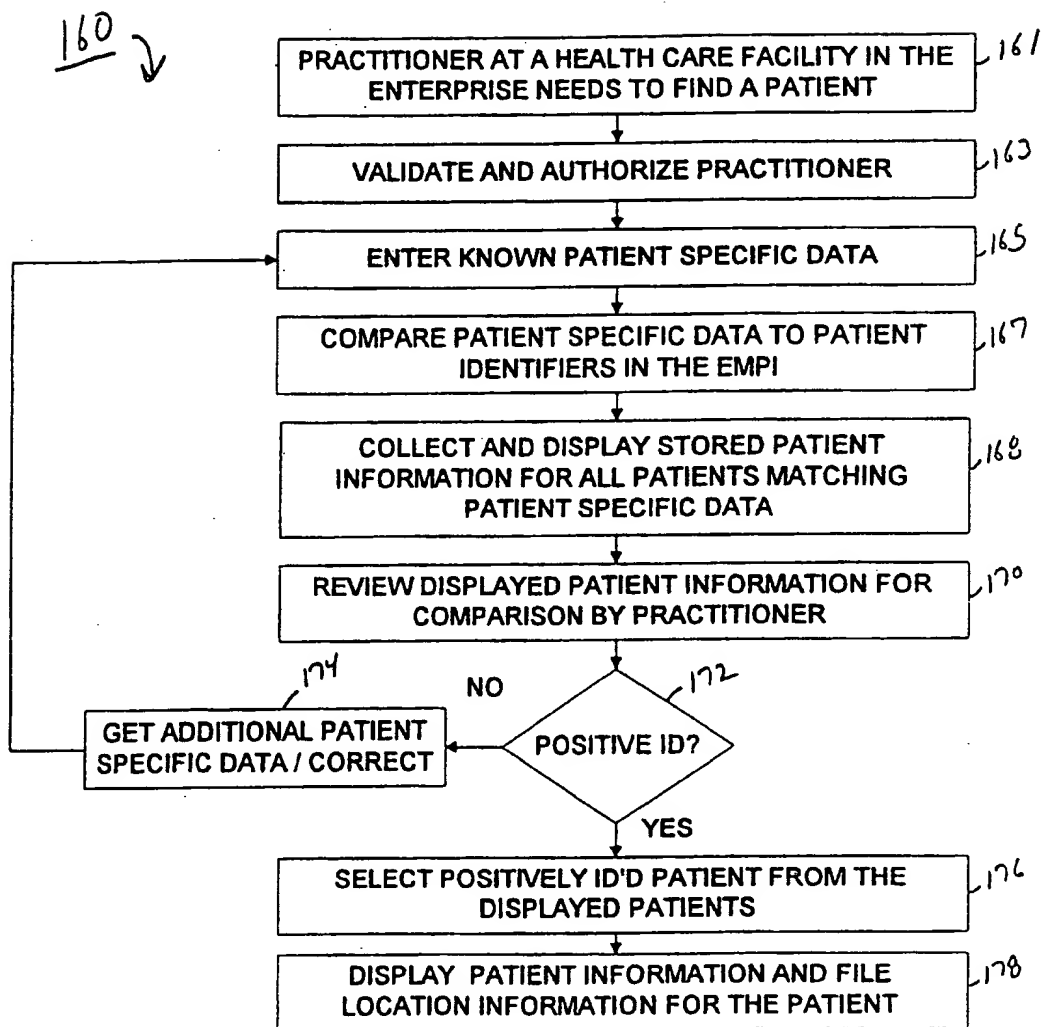 160
PRACTITIONER AT A HEALTH CARE FACILITY IN THE
ENTERPRISE NEEDS TO FIND A PATIENT
161
VALIDATE AND AUTHORIZE PRACTITIONER
163
ENTER KNOWN PATIENT SPECIFIC DATA
165
COMPARE PATIENT SPECIFIC DATA TO PATIENT
IDENTIFIERS IN THE EMPI
167
COLLECT AND DISPLAY STORED PATIENT
INFORMATION FOR ALL PATIENTS MATCHING
PATIENT SPECIFIC DATA
168
REVIEW DISPLAYED PATIENT INFORMATION FOR
COMPARISON BY PRACTITIONER
170
POSITIVE ID?
172
NO
174
GET ADDITIONAL PATIENT
SPECIFIC DATA / CORRECT
YES
SELECT POSITIVELY ID'D PATIENT FROM THE
DISPLAYED PATIENTS
176
DISPLAY PATIENT INFORMATION AND FILE
LOCATION INFORMATION FOR THE PATIENT
178